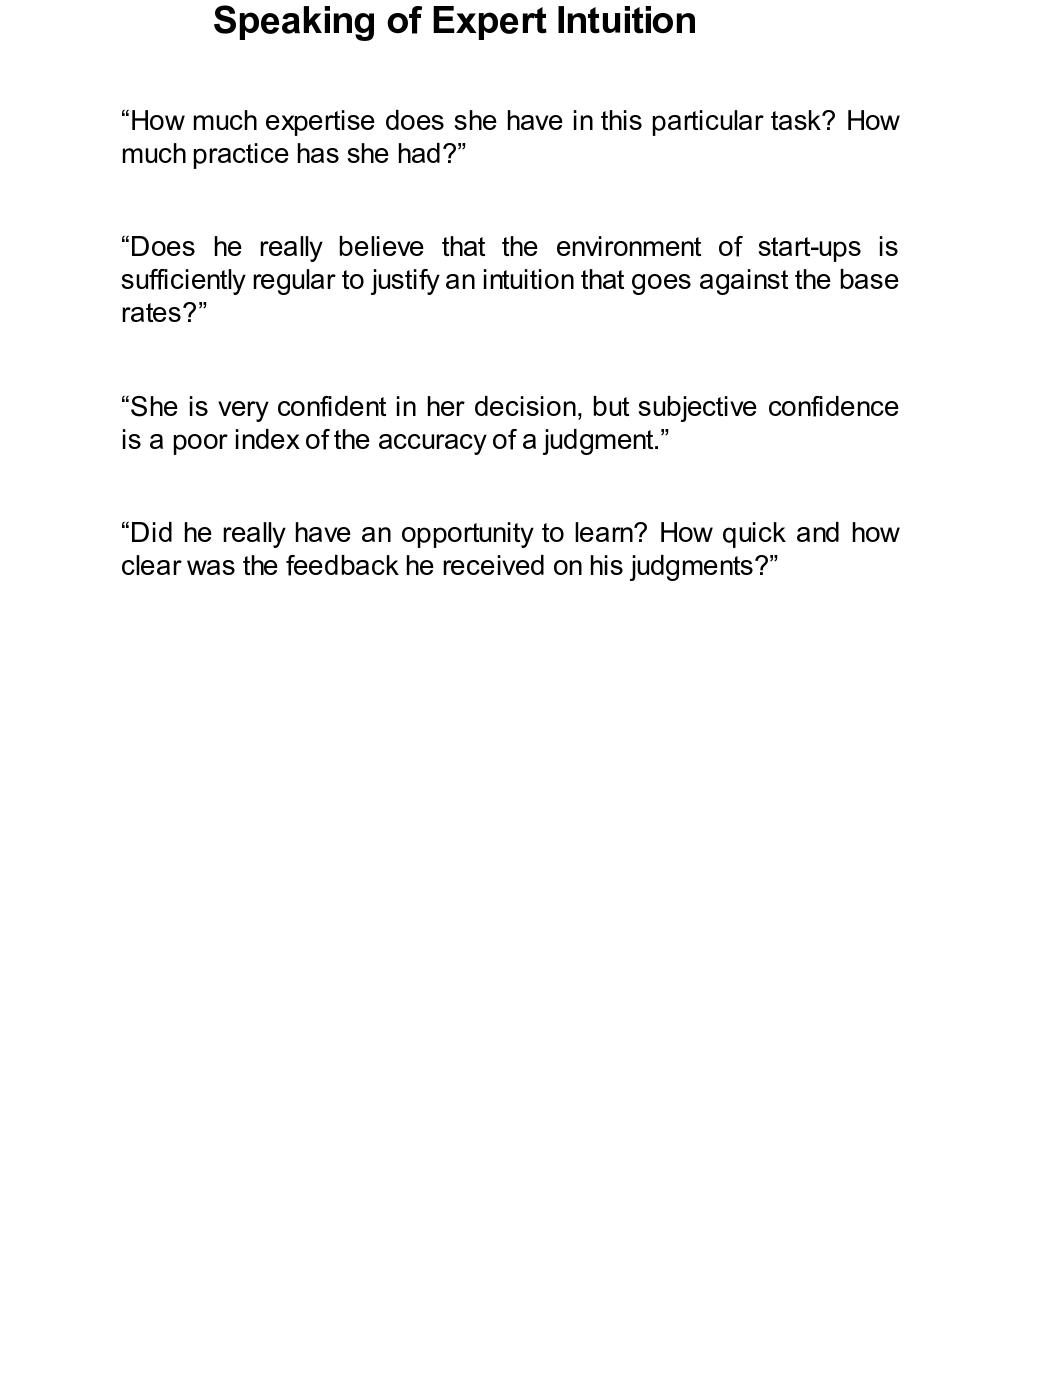 Speaking of Expert Intuition
“How much expertise does she have in this particular task? How
much practice has she had?”
“Does he really believe that the environment of start-ups is
sufficiently regular to justify an intuition that goes against the base
rates?”
“She is very confident in her decision, but subjective confidence
is a poor index of the accuracy of a judgment.”
“Did he really have an opportunity to learn? How quick and how
clear was the feedback he received on his judgments?”